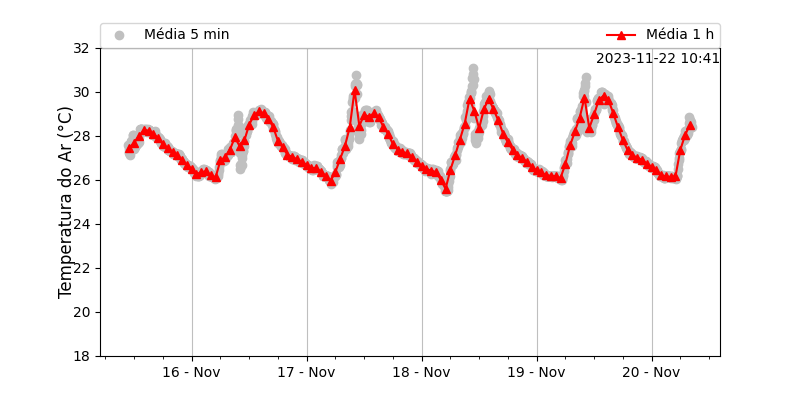 Média 5 min
Média 1 h
2023-11-22 10:41
Temperatura do Ar (°C)
32
30
28
26
24
22
20
18
16 - Nov
17 - Nov
18 - Nov
19 - Nov
20 - Nov